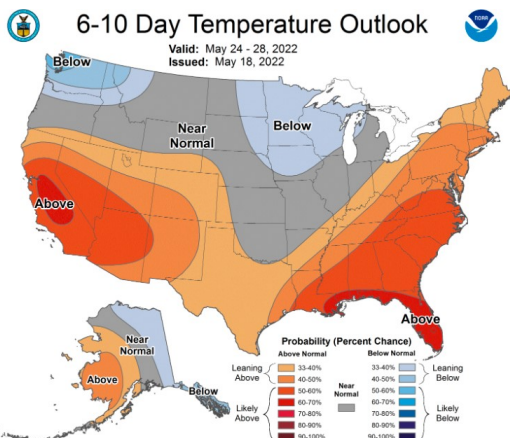 6-10 Day Temperature Outlook
NOAA
Valid: May 24 - 28, 2022
Issued: May 18, 2022
Below
Near
Normal
Below
Above
Above
Near
Normal
Above
Below
Probability (Percent Chance)
Above Normal
Below Normal
Leaning
Above
33-40%
40-50%
33-40%
40-50%
Leaning
Below
Near
Normal
Likely
Above
50-60%
60-70%
70-80%
80-90%
90-100%
50-60%
60-70%
70-80%
80-90%
90-100%
Likely
Below